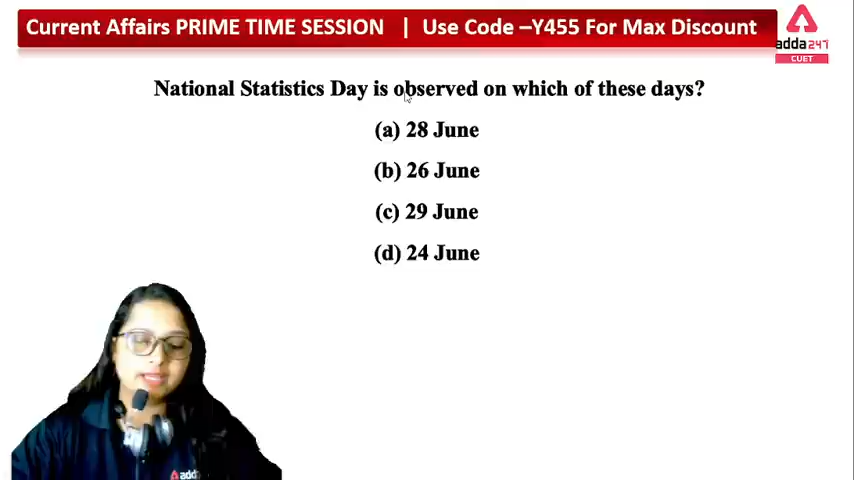 Current Affairs PRIME TIME SESSION | Use Code –Y455 For Max Discount
adda247
CUET
National Statistics Day is observed on which of these days?
(a) 28 June
(b) 26 June
(c) 29 June
(d) 24 June
adda